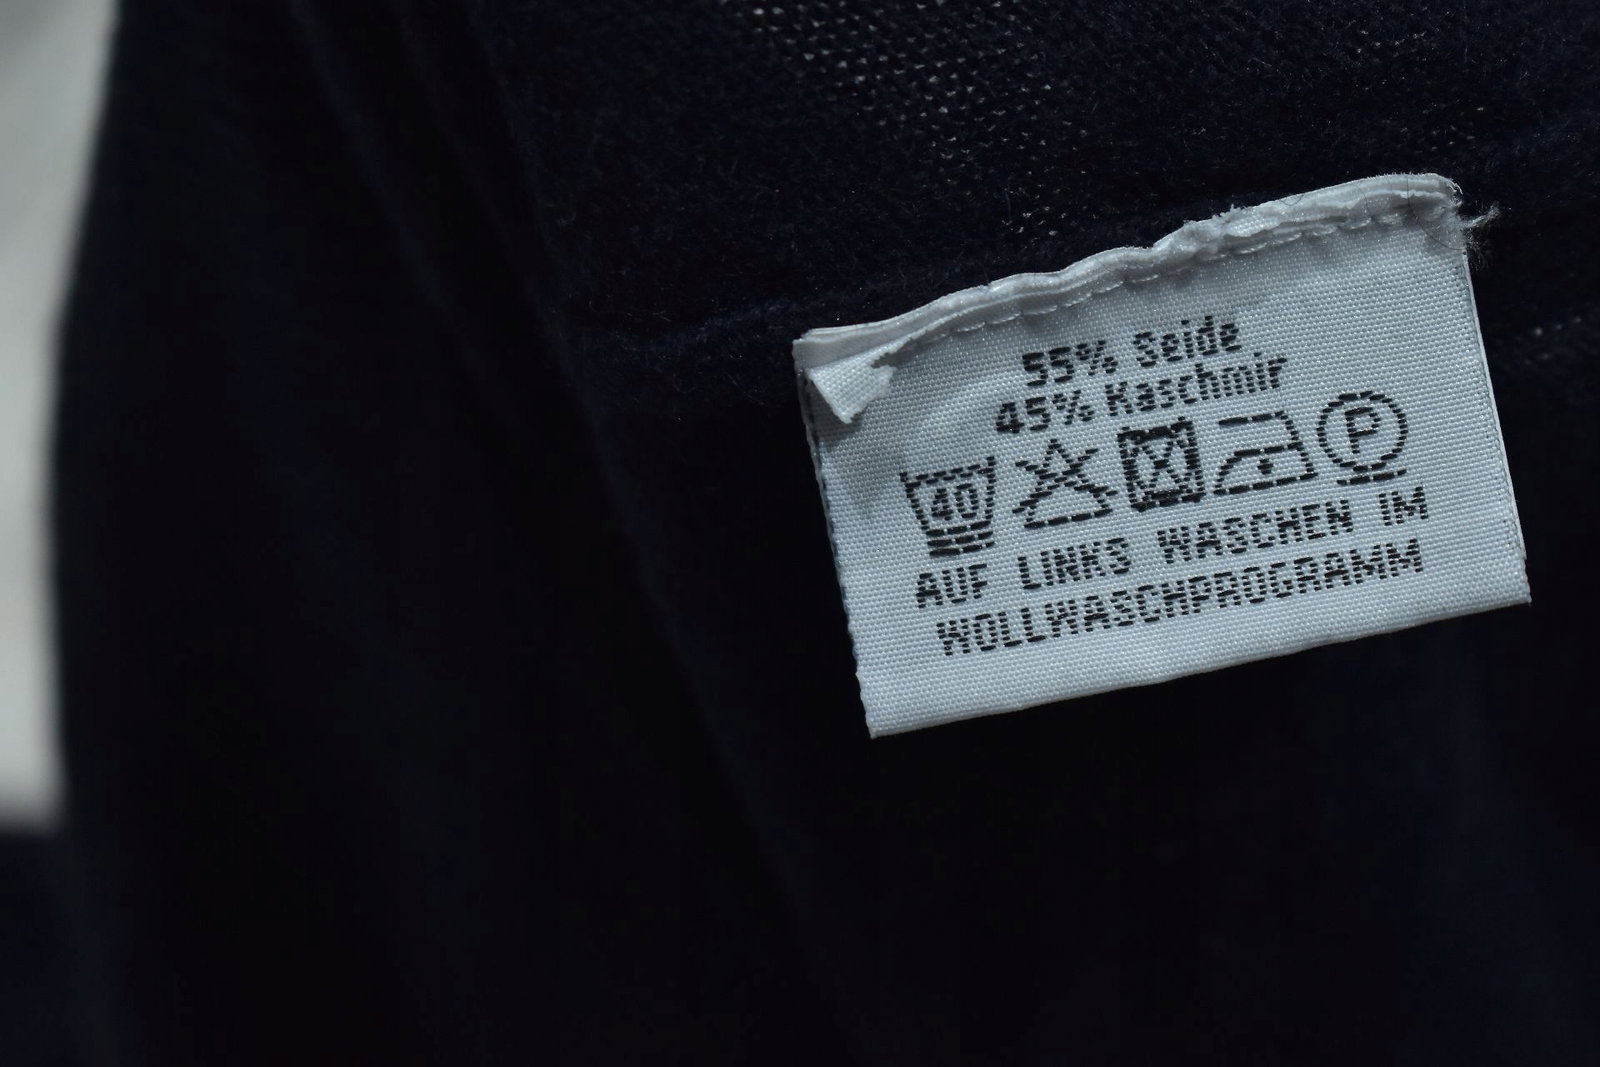 55% Seide
45% Kaschmir
40 P
AUF LINKS WASCHEN IM
WOLLWASCHPROGRAMM